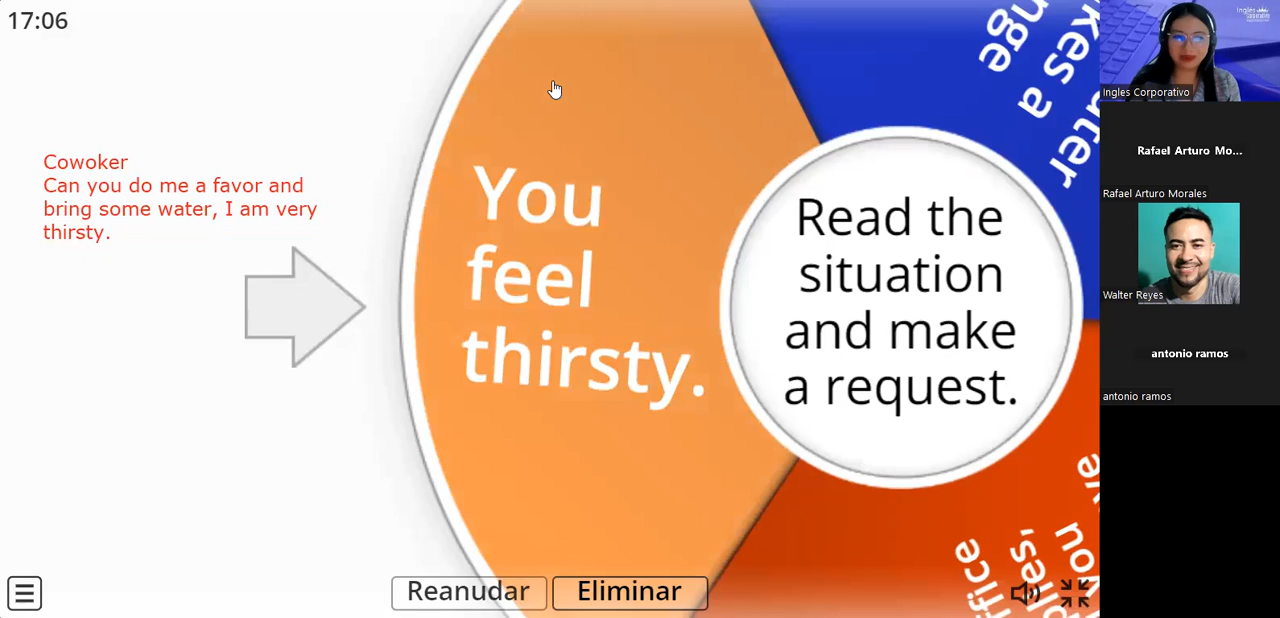 17:06
Cowoker
Can you do me a favor and
bring some water, I am very
thirsty.
You
feel
thirsty.
Read the
situation
and make
a request.
Reanudar
Eliminar
Ingles Corporativo
Rafael Arturo Mo...
Rafael Arturo Morales
Walter Reyes
antonio ramos
antonio ramos